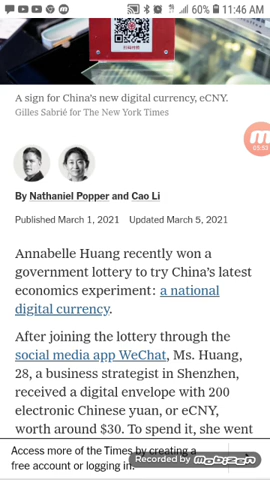 60% 11:46 AM
A sign for China's new digital currency, eCNY.
Gilles Sabrié for The New York Times
03:52
By Nathaniel Popper and Cao Li
Published March 1, 2021 Updated March 5, 2021
Annabelle Huang recently won a
government lottery to try China's latest
economics experiment: a national
digital currency.
After joining the lottery through the
social media app WeChat, Ms. Huang,
28, a business strategist in Shenzhen,
received a digital envelope with 200
electronic Chinese yuan, or eCNY,
worth around $30. To spend it, she went
Access more of the Times by creating a
free account or logging in.
Recorded by mobizen